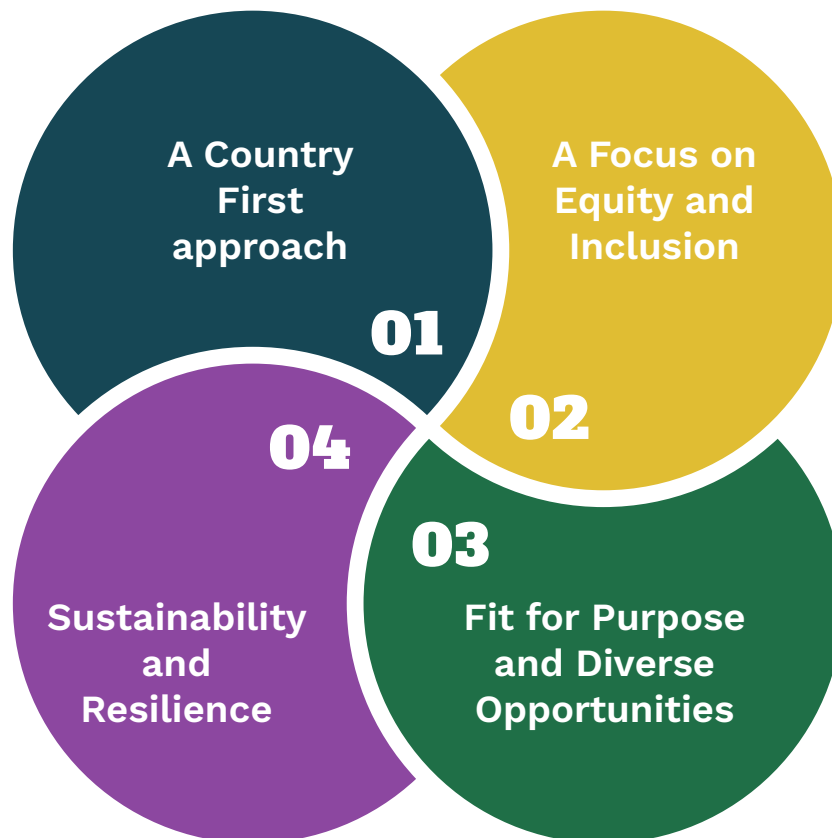 A Country
First
approach
01
A Focus on
Equity and
Inclusion
02
03
Fit for Purpose
and Diverse
Opportunities
04
Sustainability
and
Resilience